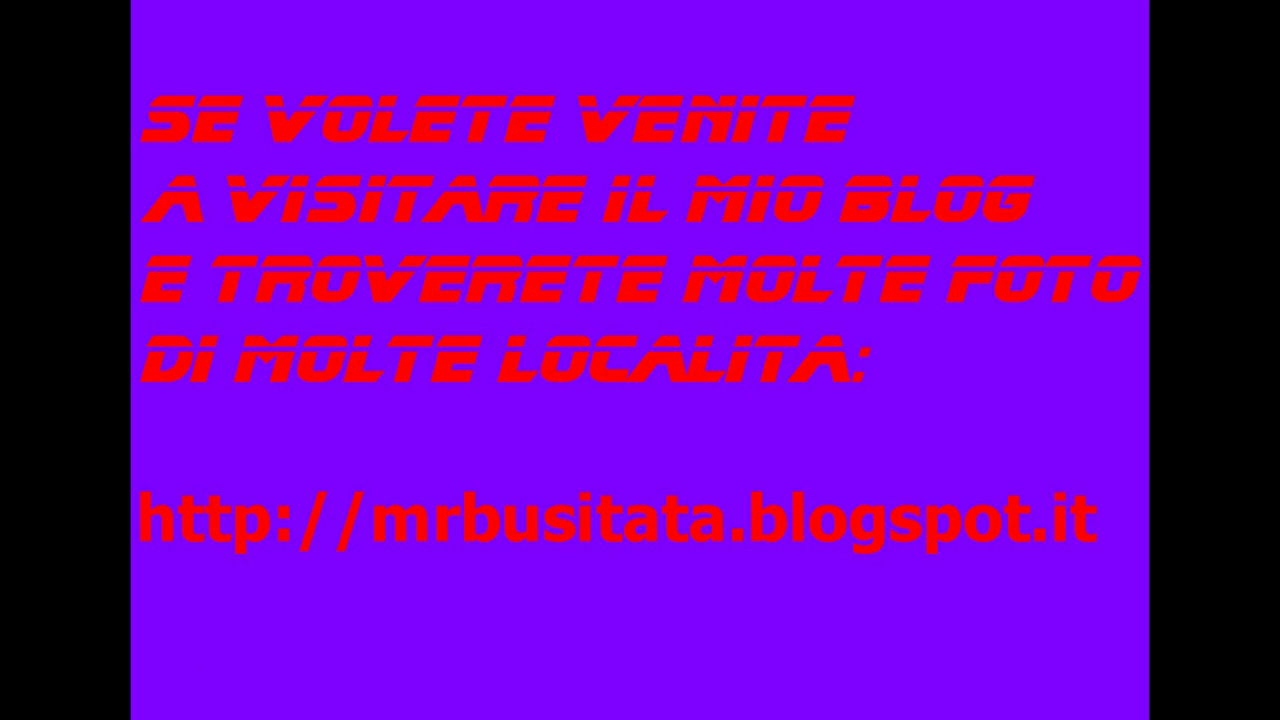 SE VOLETE VENITE
A VISITARE IL MIO BLOG
E TROVERETE MOLTE FOTO
DI MOLTE LOCALITA:
http://mrbusitata.blogspot.it